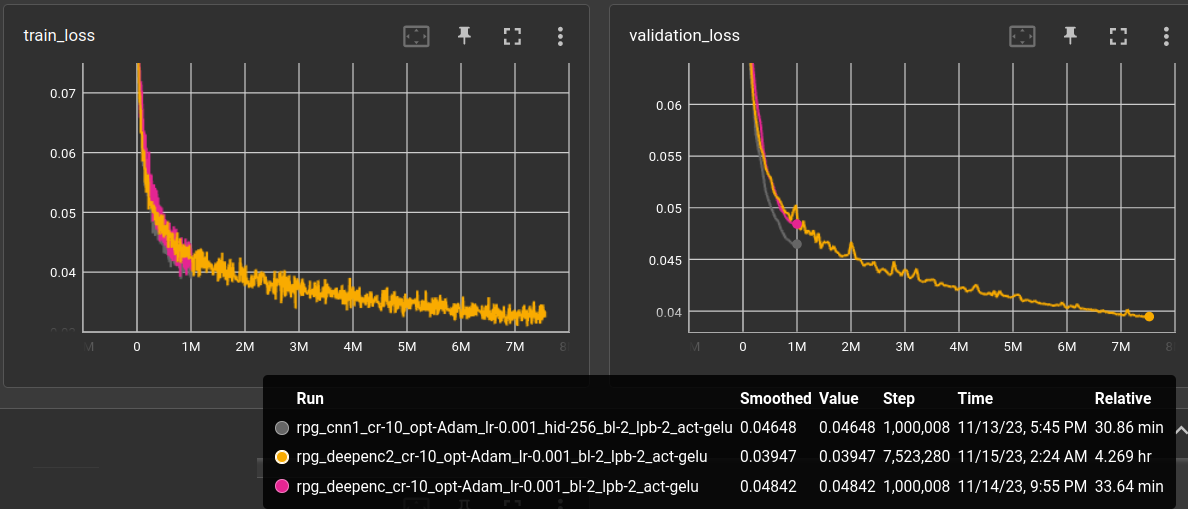 train_loss
validation_loss
0.07
0.06
0.05
0.04
M 0 1M 2M 3M 4M 5M 6M 7M 8
0.06
0.055
0.05
0.045
0.04
M 0 1M 2M 3M 4M 5M 6M 7M 8
Run Smoothed Value Step Time Relative
rpg_cnn1_cr-10_opt-Adam_lr-0.001_hid-256_bl-2_lpb-2_act-gelu 0.04648 0.04648 1,000,008 11/13/23, 5:45 PM 30.86 min
rpg_deepenc2_cr-10_opt-Adam_lr-0.001_bl-2_lpb-2_act-gelu 0.03947 0.03947 7,523,280 11/15/23, 2:24 AM 4.269 hr
rpg_deepenc_cr-10_opt-Adam_lr-0.001_bl-2_lpb-2_act-gelu 0.04842 0.04842 1,000,008 11/14/23, 9:55 PM 33.64 min